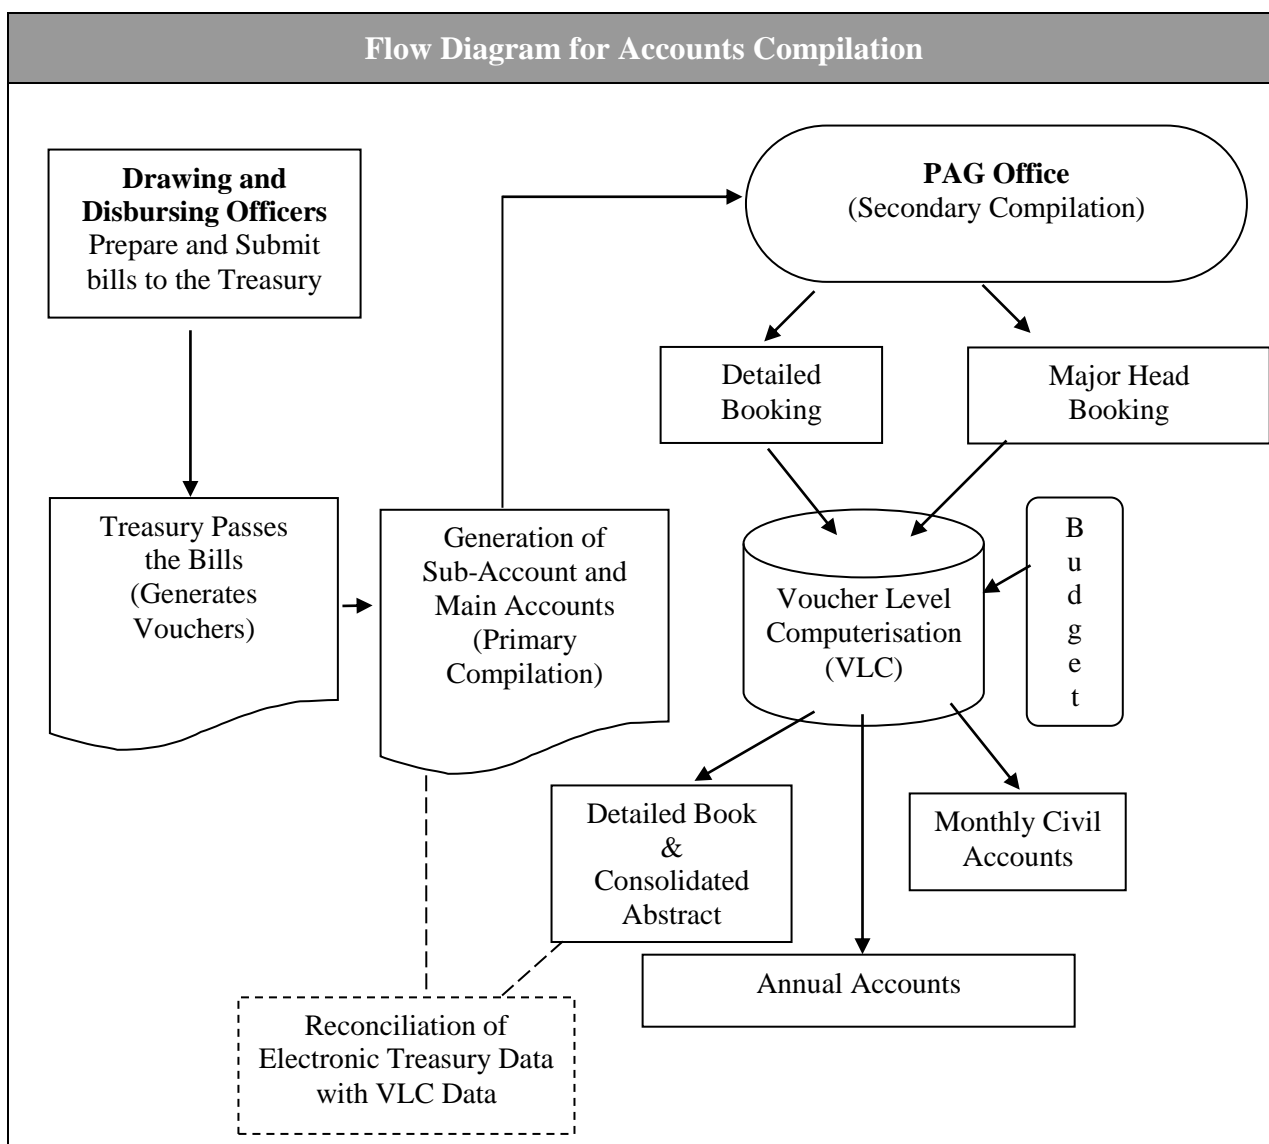 Flow Diagram for Accounts Compilation
Drawing and
Disbursing Officers
Prepare and Submit
bills to the Treasury
PAG Office
(Secondary Compilation)
Detailed
Booking
Major Head
Booking
Treasury Passes
the Bills
(Generates
Vouchers)
Generation of
Sub-Account and
Main Accounts
(Primary
Compilation)
Voucher Level
Computerisation
(VLC)
B
u
d
g
e
t
Detailed Book
&
Consolidated
Abstract
Monthly Civil
Accounts
Annual Accounts
Reconciliation of
Electronic Treasury Data
with VLC Data